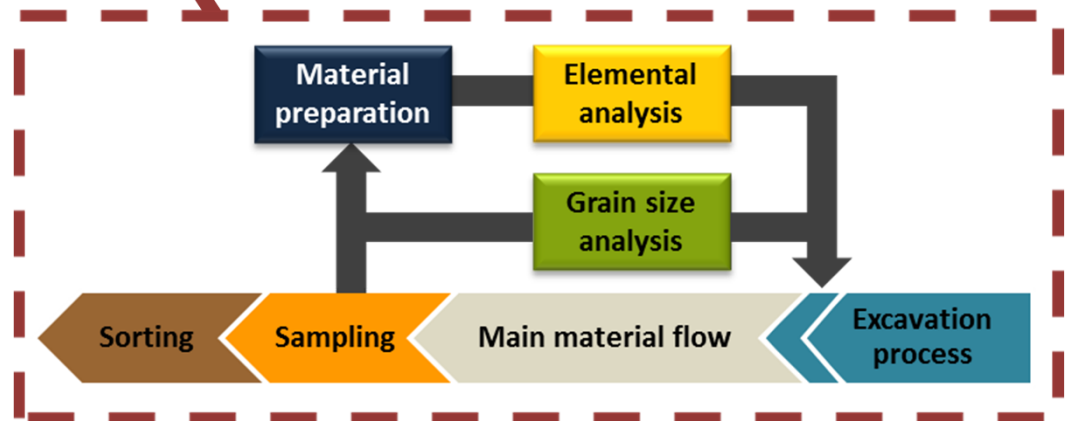 Material
preparation
Elemental
analysis
Grain size
analysis
Sorting
Sampling
Main material flow
Excavation
process